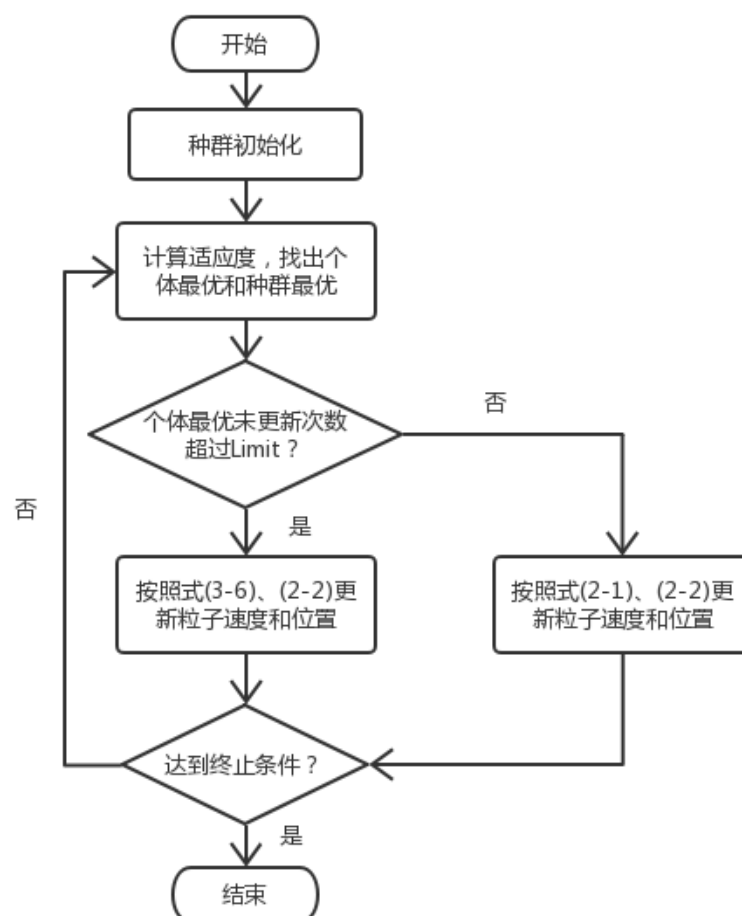 开始
种群初始化
计算适应度，找出个
体最优和种群最优
个体最优未更新次数
超过Limit？
否
否
是
按照式(3-6)、(2-2)更
新粒子速度和位置
按照式(2-1)、(2-2)更
新粒子速度和位置
达到终止条件？
是
结束